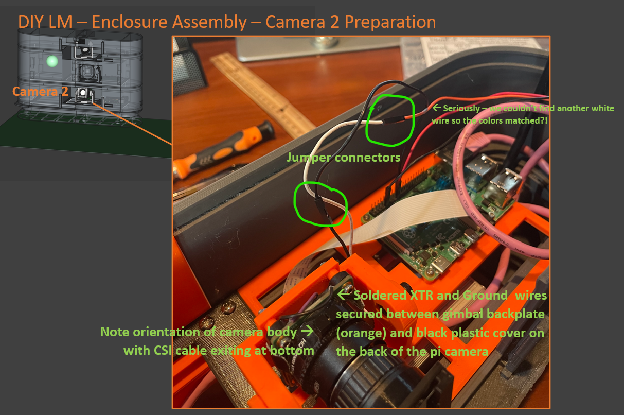 DIY LM – Enclosure Assembly – Camera 2 Preparation
Camera 2
← Seriously – we couldn't find another white
wire so the colors matched?!
Jumper connectors
← Soldered XTR and Ground wires
secured between gimbal backplate
(orange) and black plastic cover on
the back of the pi camera
Note orientation of camera body →
with CSI cable exiting at bottom